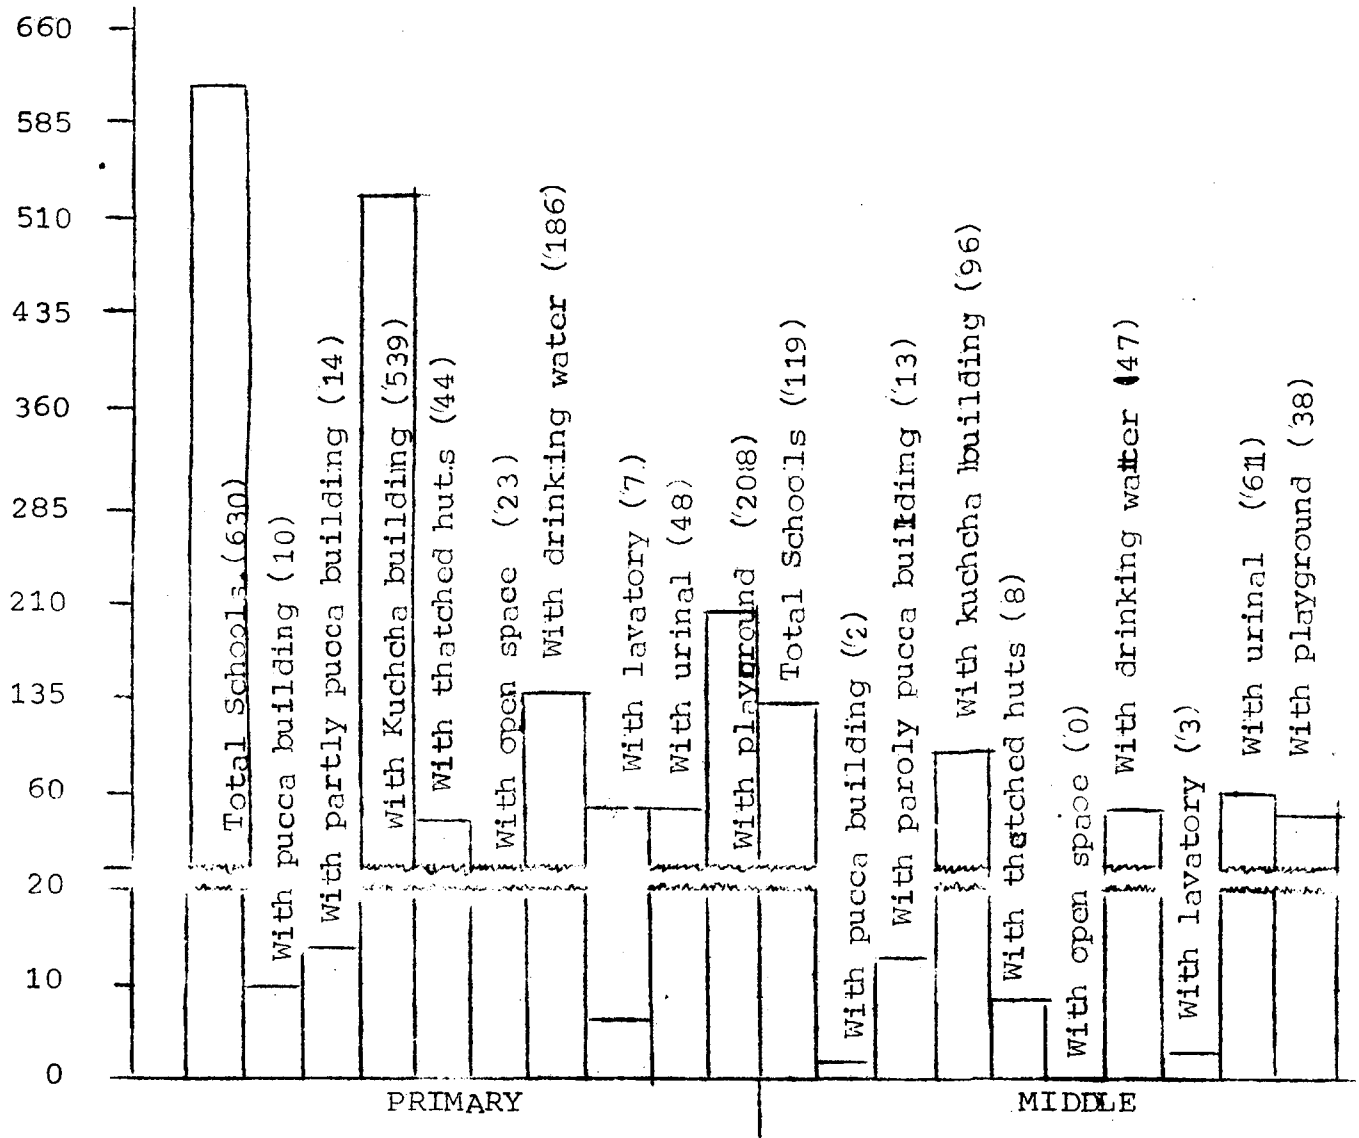 660
585
510
435
360
285
210
135
60
20
10
0
Total Schools (630)
With pucca building (10)
With partly pucca building (14)
With Kuchcha building (539)
With thatched huts (44)
With open space (23)
With drinking water (186)
With lavatory (7)
With urinal (48)
With playground (208)
Total Schools (119)
With pucca building (2)
With paroly pucca building (13)
With kuchcha building (96)
With thatched huts (8)
With open space (0)
With drinking water (47)
With lavatory (3)
With urinal
With playground (38)
PRIMARY
MIDDLE